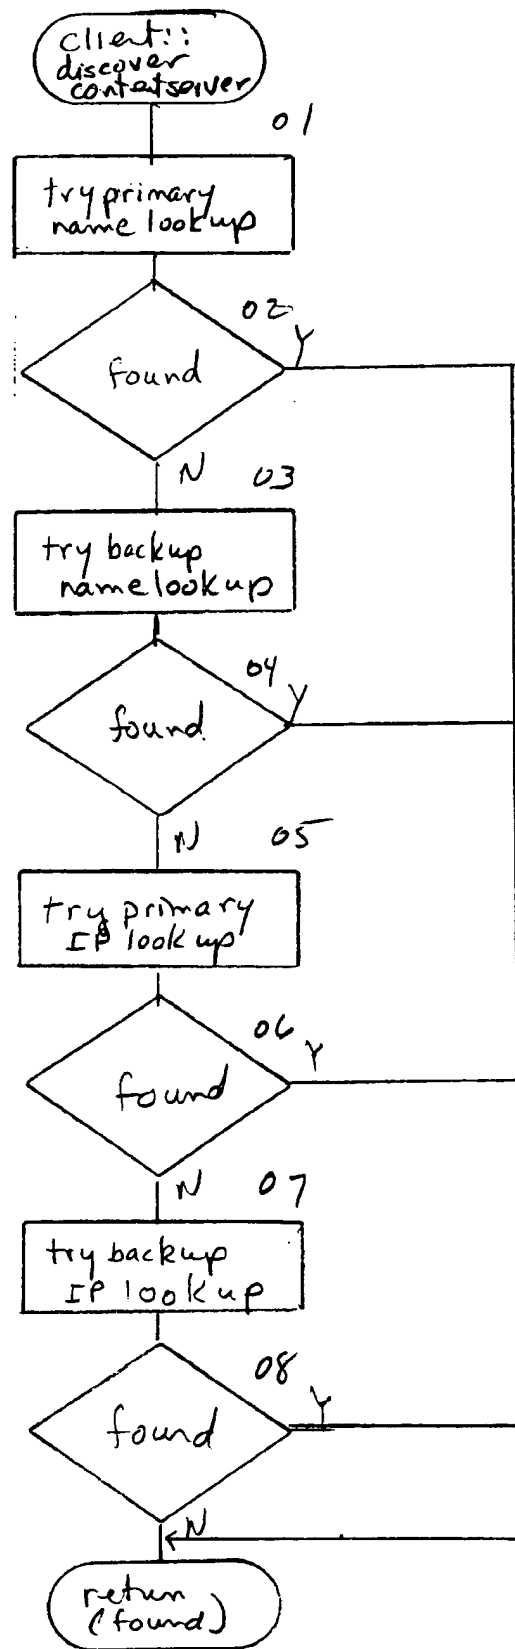 client::
discover
contentserver
01
try primary
name lookup
02
Y
found
N
03
try backup
name lookup
04
Y
found
N
05
try primary
IP lookup
06
Y
found
N
07
try backup
IP lookup
08
Y
found
N
return
(found)